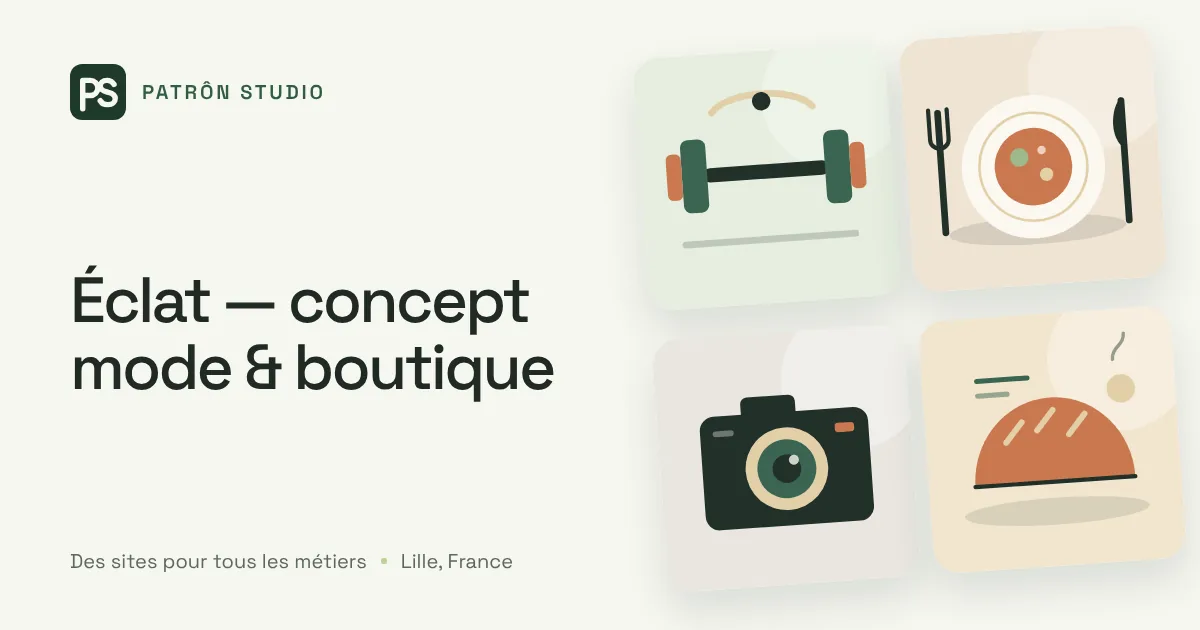 PS PATRÔN STUDIO
Éclat — concept
mode & boutique
Des sites pour tous les métiers • Lille, France